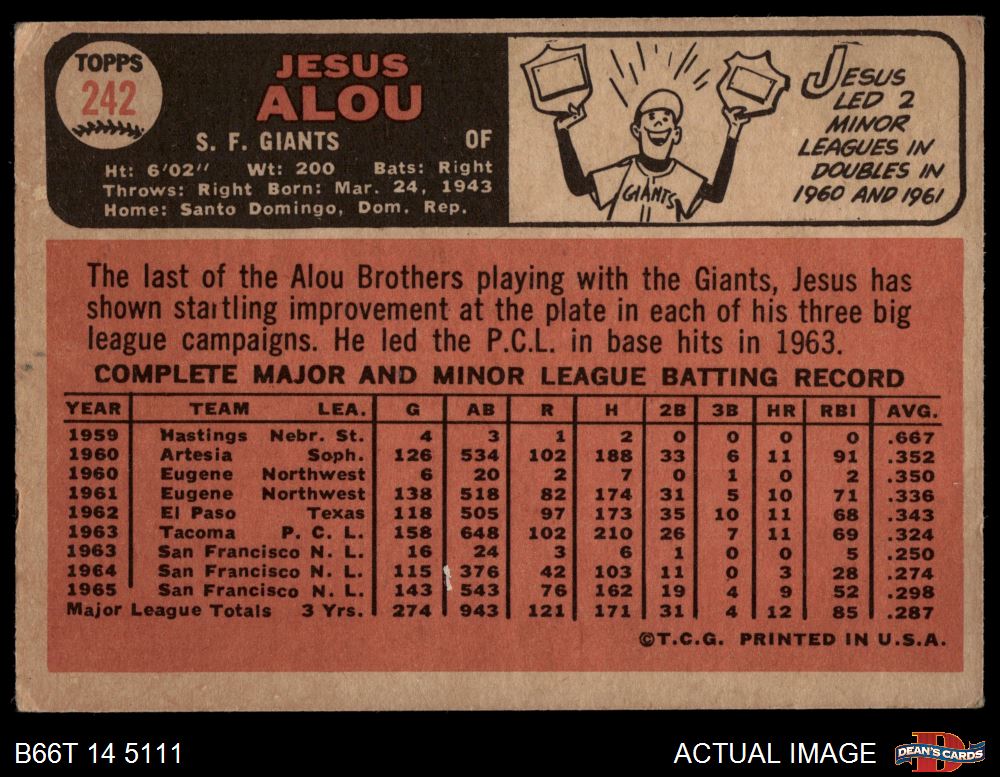 TOPPS
242
JESUS
ALOU
S. F. GIANTS OF
Ht: 6'02" Wt: 200 Bats: Right
Throws: Right Born: Mar. 24, 1943
Home: Santo Domingo, Dom. Rep.
GIANTS
JESUS
LED 2
MINOR
LEAGUES IN
DOUBLES IN
1960 AND 1961
The last of the Alou Brothers playing with the Giants, Jesus has
shown startling improvement at the plate in each of his three big
league campaigns. He led the P.C.L. in base hits in 1963.
COMPLETE MAJOR AND MINOR LEAGUE BATTING RECORD
YEAR TEAM LEA. G AB R H 2B 3B HR RBI AVG.
1959 Hastings Nebr. St. 4 3 1 2 0 0 0 0 .667
1960 Artesia Soph. 126 534 102 188 33 6 11 91 .352
1960 Eugene Northwest 6 20 2 7 0 1 0 2 .350
1961 Eugene Northwest 138 518 82 174 31 5 10 71 .336
1962 El Paso Texas 118 505 97 173 35 10 11 68 .343
1963 Tacoma P. C. L. 158 648 102 210 26 7 11 69 .324
1963 San Francisco N. L. 16 24 3 6 1 0 0 5 .250
1964 San Francisco N. L. 115 376 42 103 11 0 3 28 .274
1965 San Francisco N. L. 143 543 76 162 19 4 9 52 .298
Major League Totals 3 Yrs. 274 943 121 171 31 4 12 85 .287
©T.C.G. PRINTED IN U.S.A.
B66T 14 5111
ACTUAL IMAGE
DEAN'S CARDS